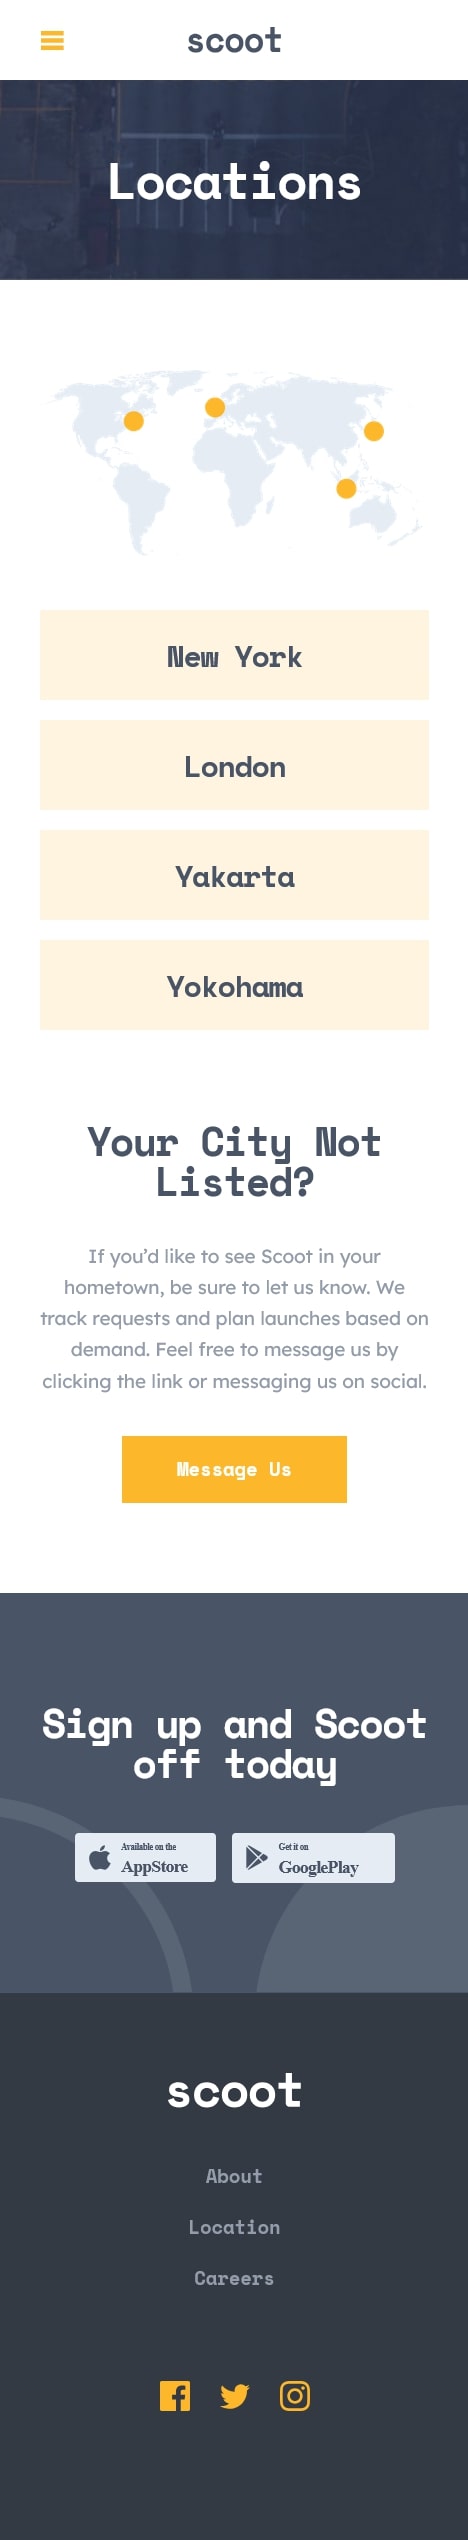 scoot
Locations
New York
London
Yakarta
Yokohama
Your City Not
Listed?
If you’d like to see Scoot in your
hometown, be sure to let us know. We
track requests and plan launches based on
demand. Feel free to message us by
clicking the link or messaging us on social.
Message Us
Sign up and Scoot
off today
Available on the
AppStore
Get it on
GooglePlay
scoot
About
Location
Careers